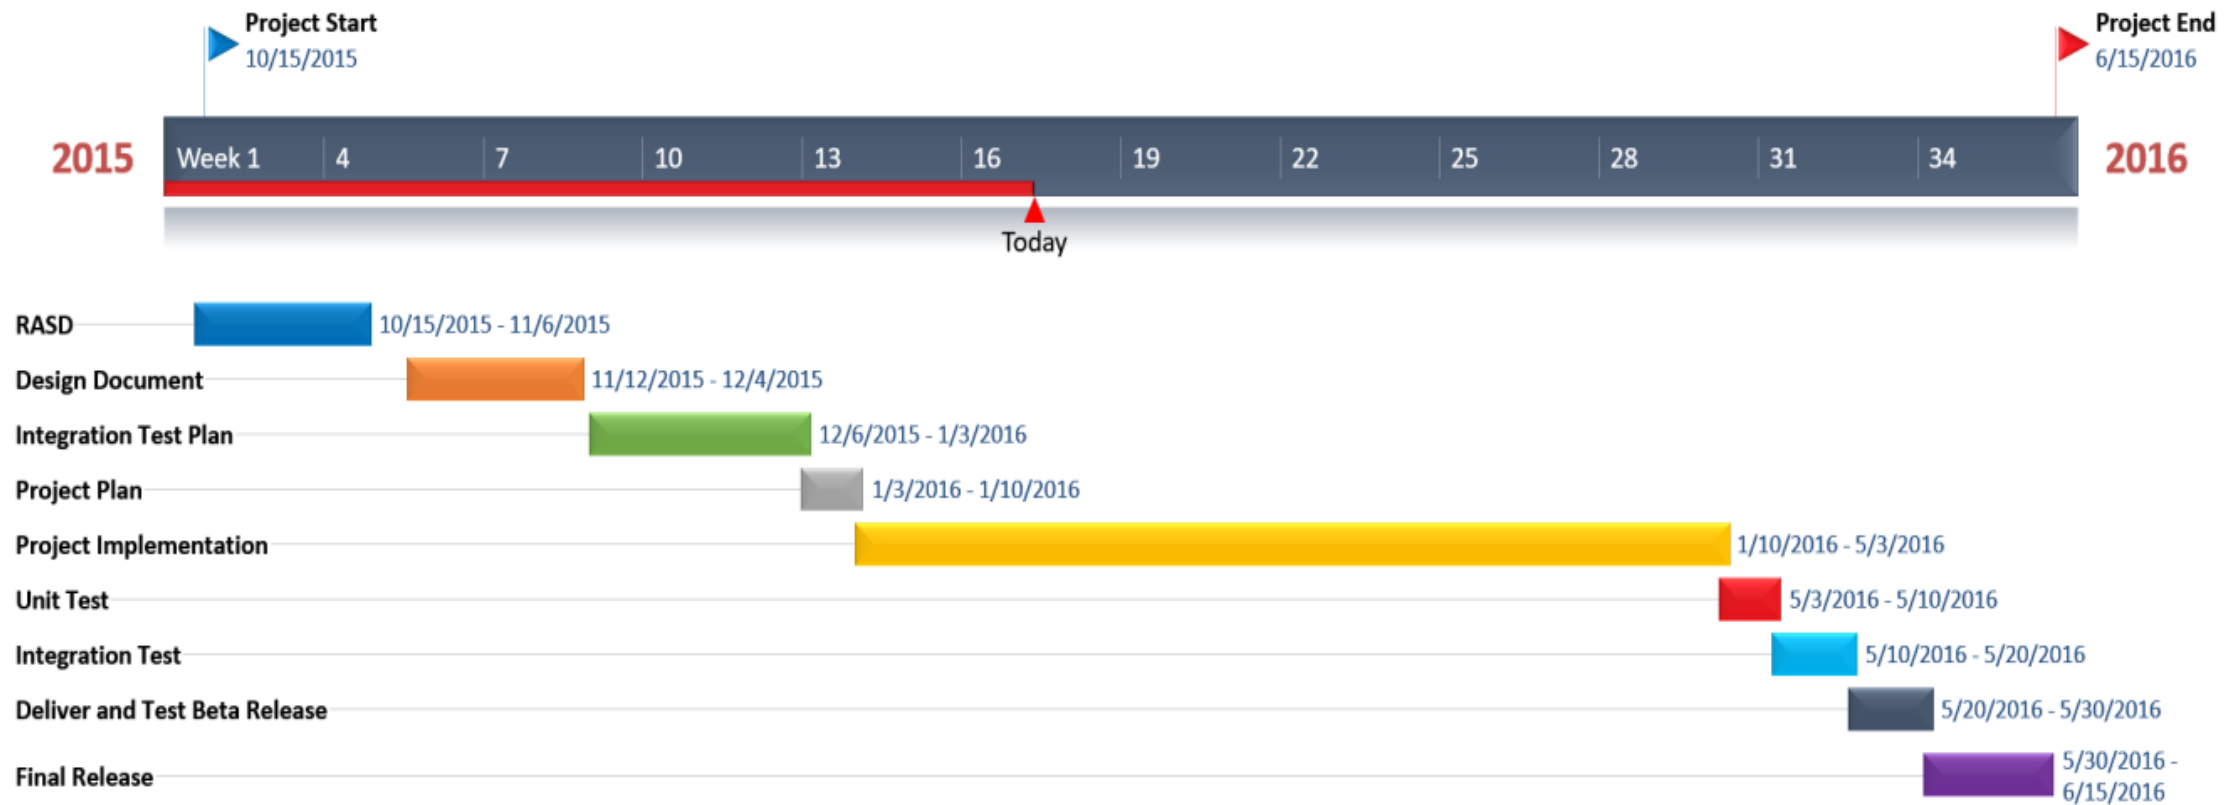 Project Start
10/15/2015
Project End
6/15/2016
2015
Week 1 4 7 10 13 16 19 22 25 28 31 34
2016
Today
RASD 10/15/2015 - 11/6/2015
Design Document 11/12/2015 - 12/4/2015
Integration Test Plan 12/6/2015 - 1/3/2016
Project Plan 1/3/2016 - 1/10/2016
Project Implementation 1/10/2016 - 5/3/2016
Unit Test 5/3/2016 - 5/10/2016
Integration Test 5/10/2016 - 5/20/2016
Deliver and Test Beta Release 5/20/2016 - 5/30/2016
Final Release 5/30/2016 -
6/15/2016